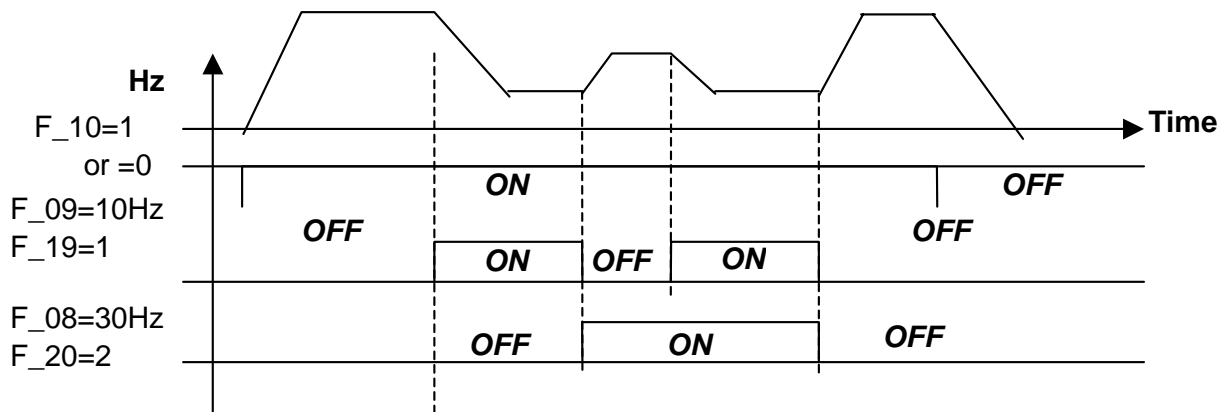 Hz
F_10=1
Time
or =0
ON
OFF
F_09=10Hz
OFF
OFF
F_19=1
ON
OFF
ON
F_08=30Hz
OFF
ON
OFF
F_20=2